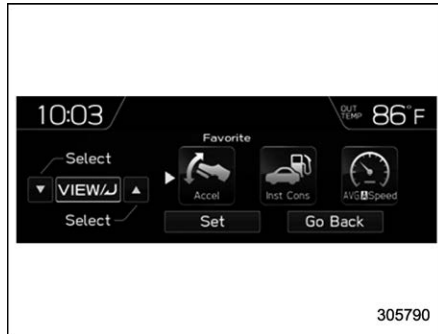 10:03
OUT TEMP 86°F
Favorite
Select
▼ VIEW/↲ ▲
Select
Accel
Inst Cons
AVG A Speed
Set
Go Back
305790